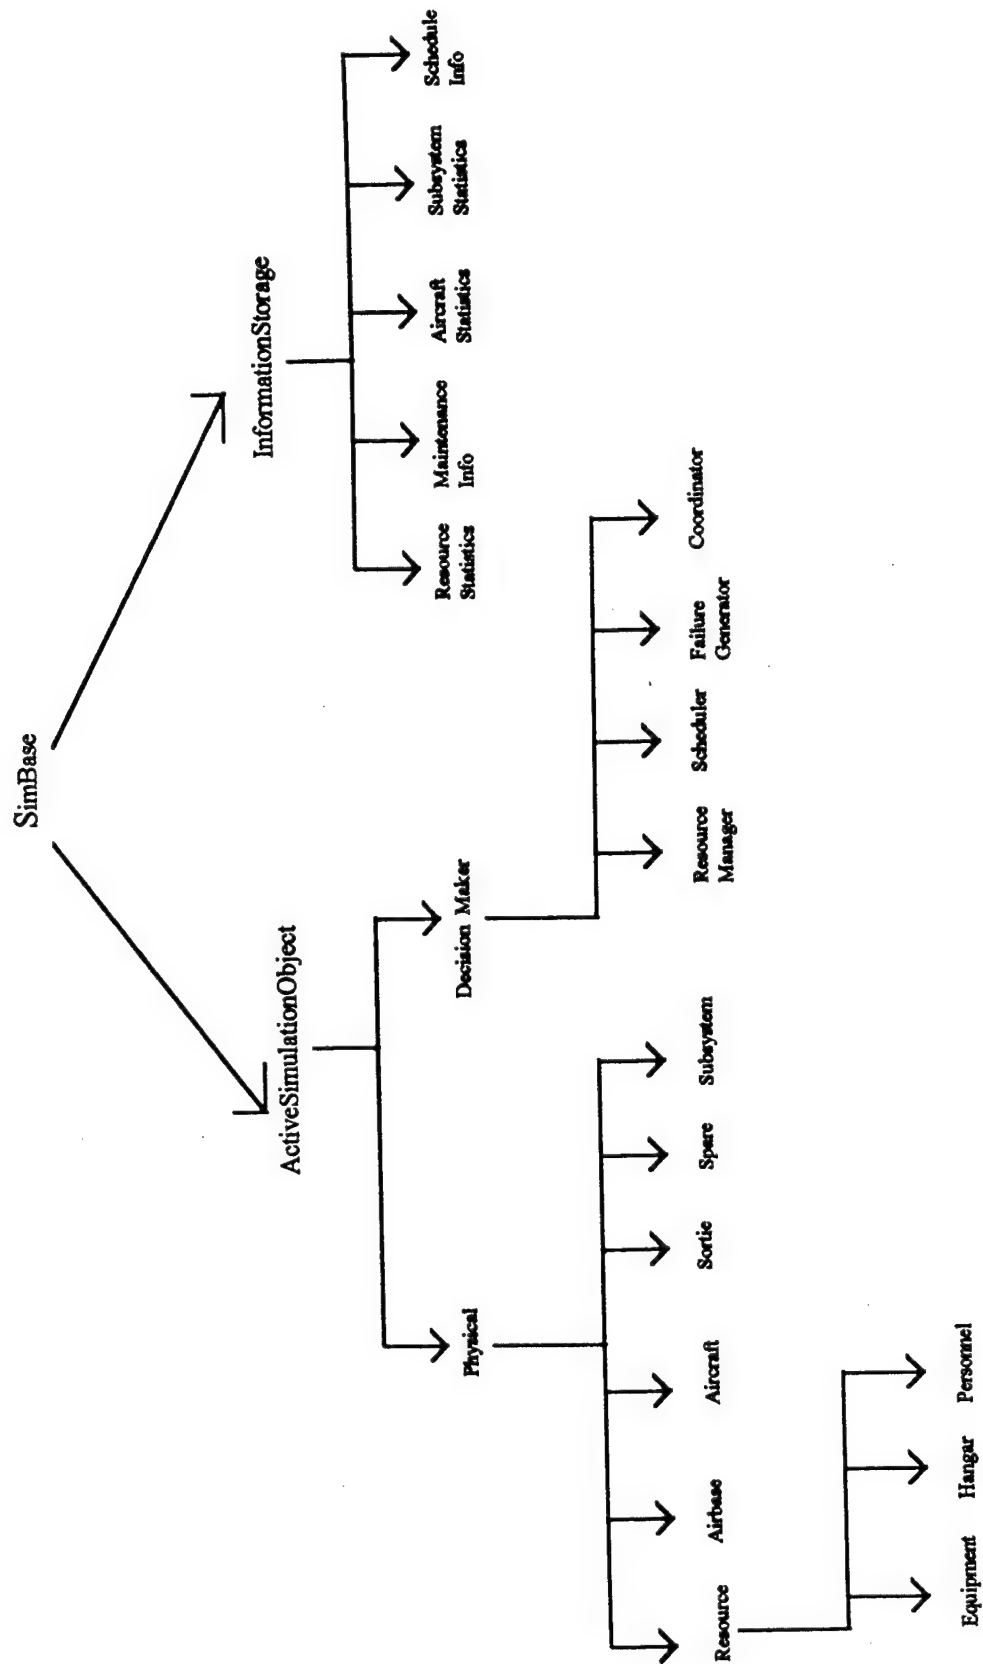 SimBase
ActiveSimulationObject
InformationStorage
Physical
Decision Maker
Resource
Statistics
Maintenance
Info
Aircraft
Statistics
Subsystem
Statistics
Schedule
Info
Resource
Airbase
Aircraft
Sortie
Spare
Subsystem
Resource
Manager
Scheduler
Failure
Generator
Coordinator
Equipment
Hangar
Personnel